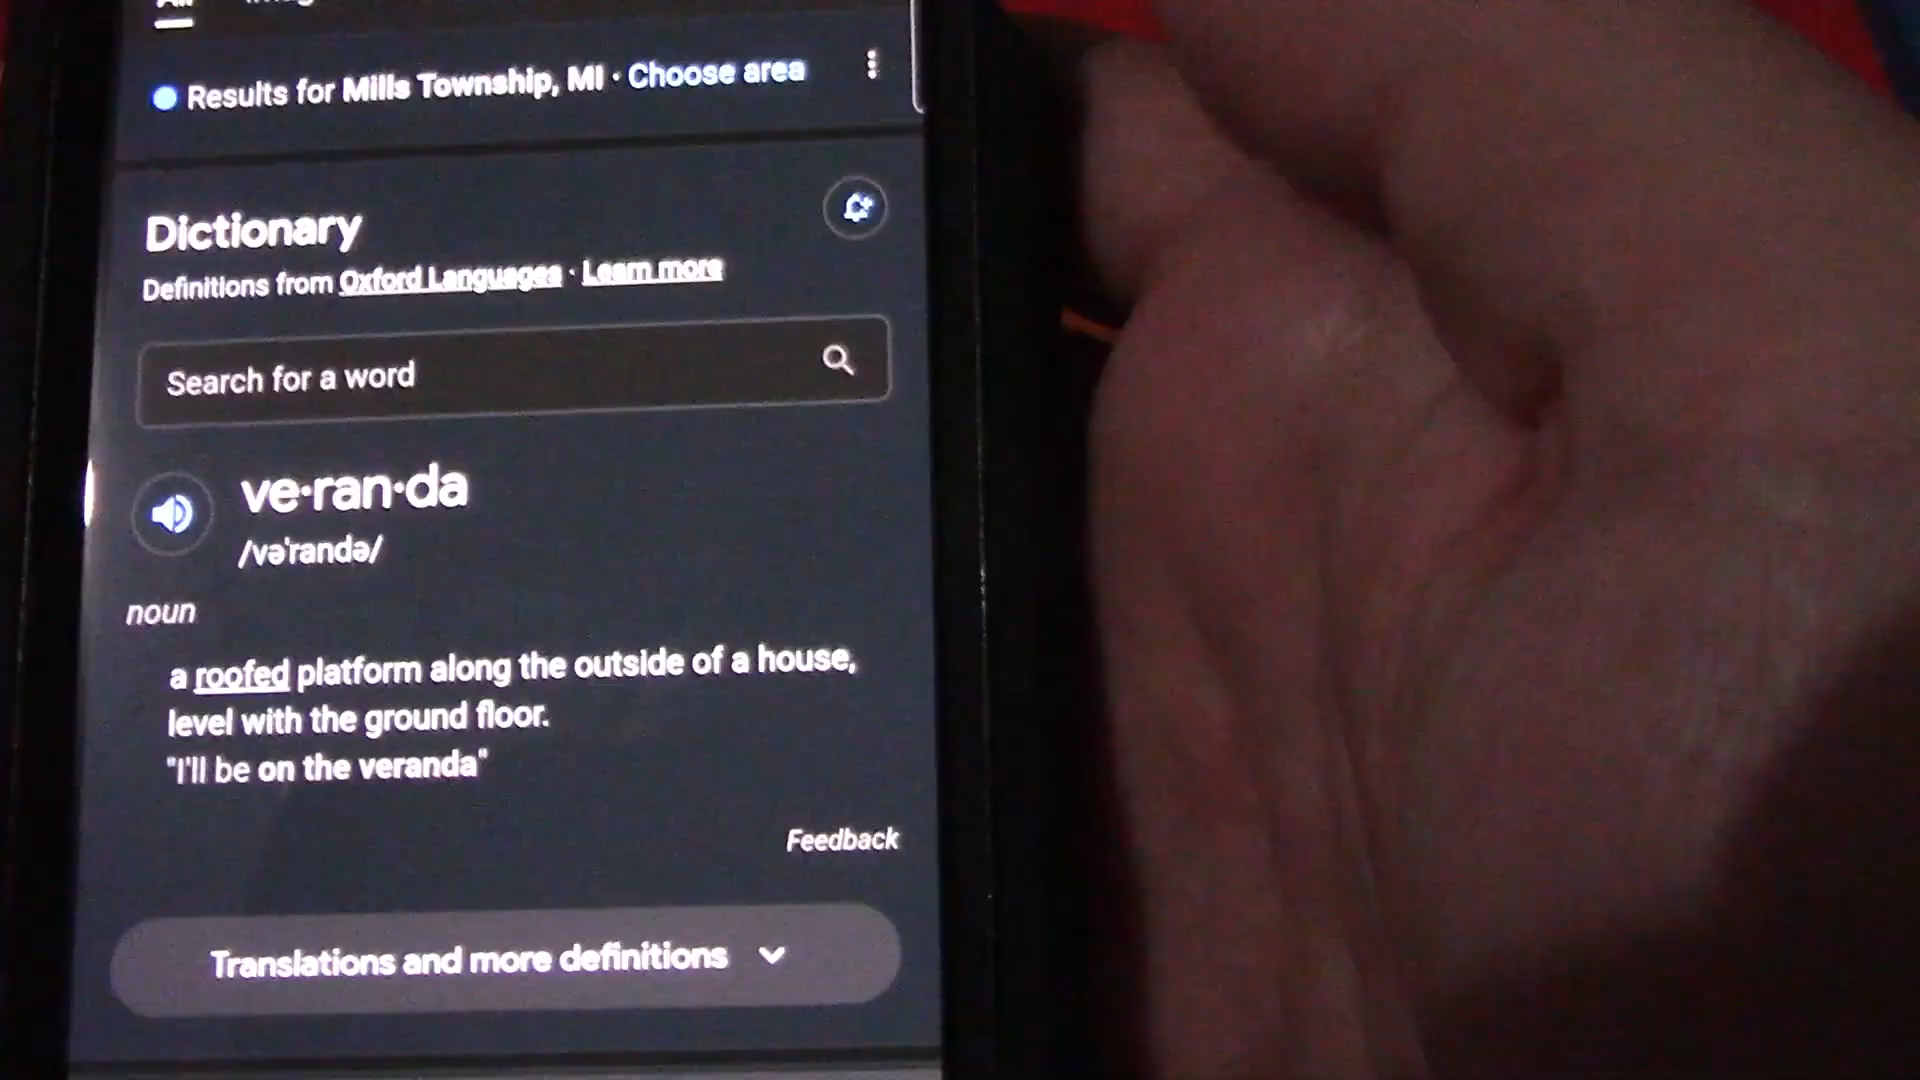 All
Results for Mills Township, MI · Choose area
Dictionary
Definitions from Oxford Languages · Learn more
Search for a word
ve·ran·da
/vəˈrandə/
noun
a roofed platform along the outside of a house,
level with the ground floor.
"I'll be on the veranda"
Feedback
Translations and more definitions